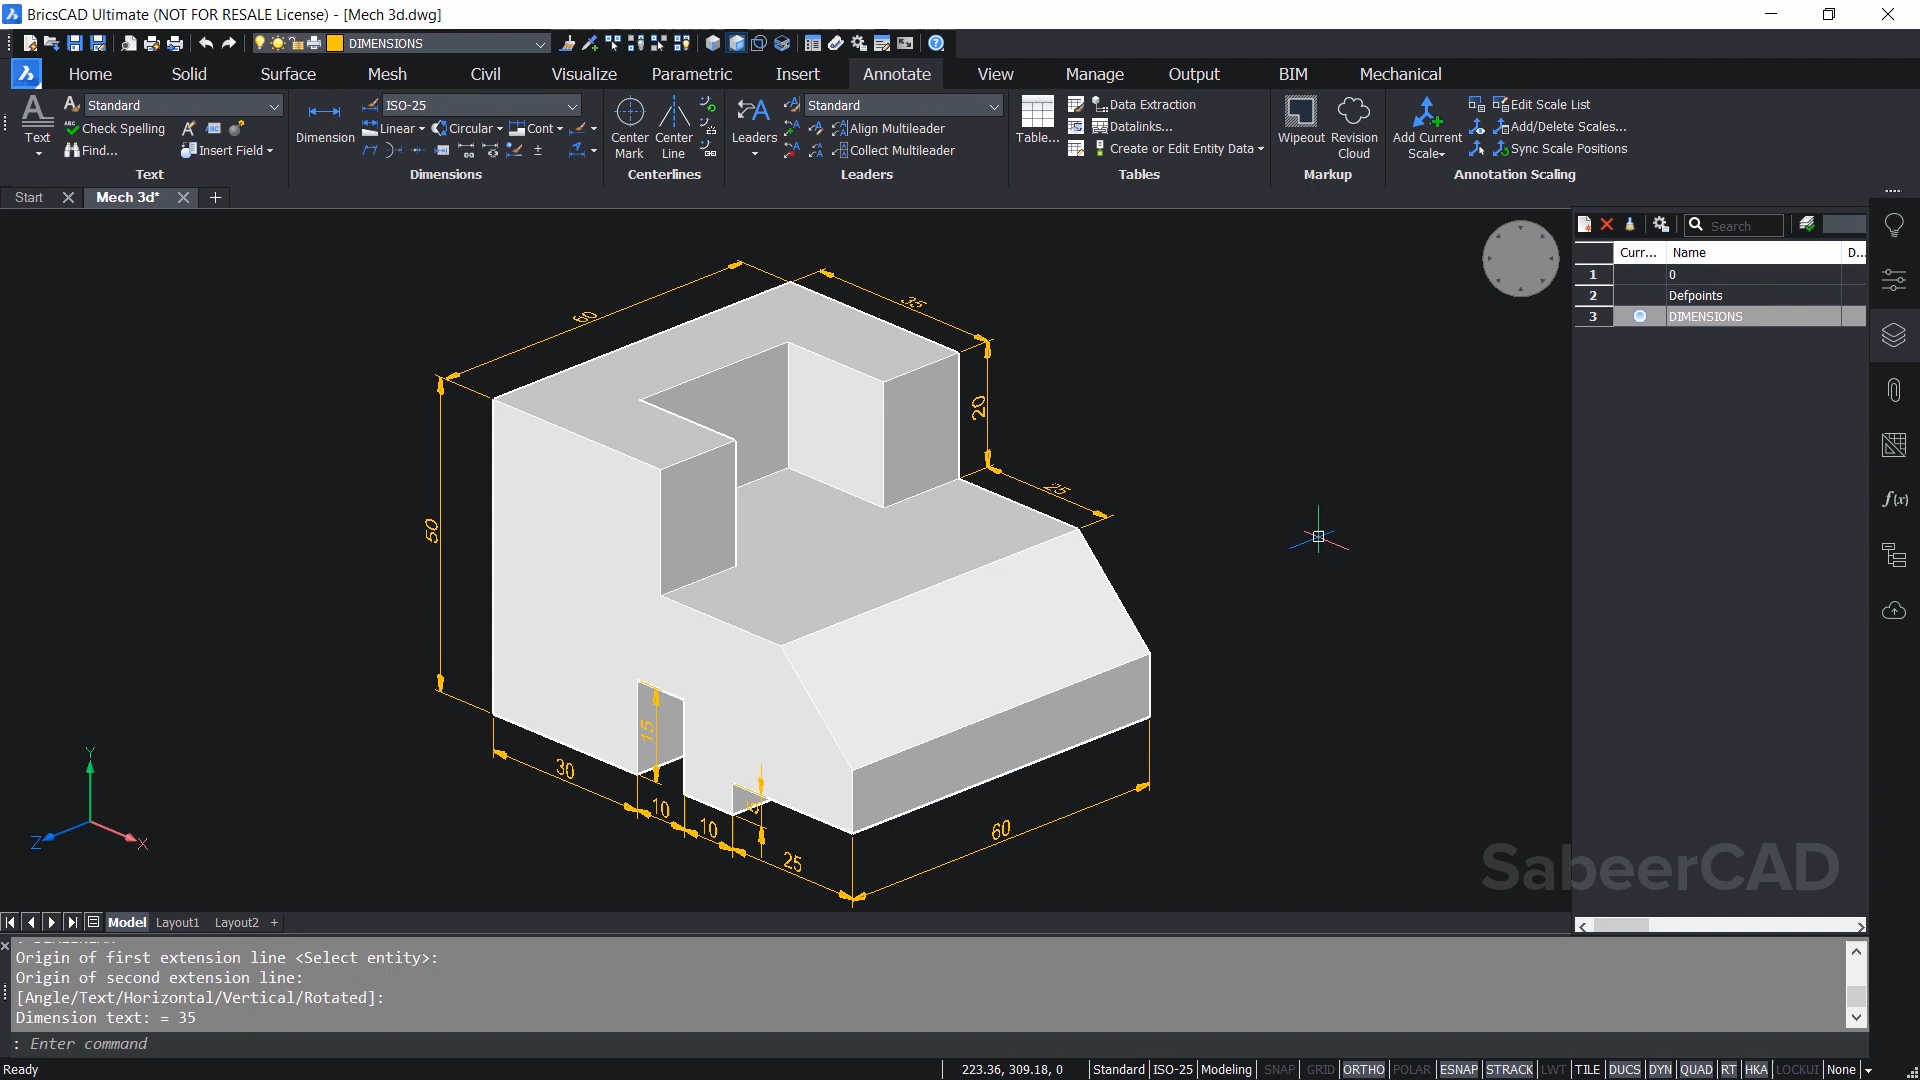 BricsCAD Ultimate (NOT FOR RESALE License) - [Mech 3d.dwg]
DIMENSIONS
Home Solid Surface Mesh Civil Visualize Parametric Insert Annotate View Manage Output BIM Mechanical
Text
Standard
Check Spelling
Find...
Insert Field
Text
Dimension
ISO-25
Linear Circular Cont
Dimensions
Center Mark
Center Line
Centerlines
Leaders
Standard
Align Multileader
Collect Multileader
Leaders
Table...
Data Extraction
Datalinks...
Create or Edit Entity Data
Tables
Wipeout
Revision Cloud
Markup
Add Current Scale
Edit Scale List
Add/Delete Scales...
Sync Scale Positions
Annotation Scaling
Start
Mech 3d*
Search
Curr... Name D...
1 0
2 Defpoints
3 DIMENSIONS
f(x)
60
35
20
25
50
15
30
10
10
5
25
60
Y
Z
X
SabeerCAD
Model Layout1 Layout2 +
Origin of first extension line <Select entity>:
Origin of second extension line:
[Angle/Text/Horizontal/Vertical/Rotated]:
Dimension text: = 35
: Enter command
Ready
223.36, 309.18, 0 Standard ISO-25 Modeling SNAP GRID ORTHO POLAR ESNAP STRACK LWT TILE DUCS DYN QUAD RT HKA LOCKUI None